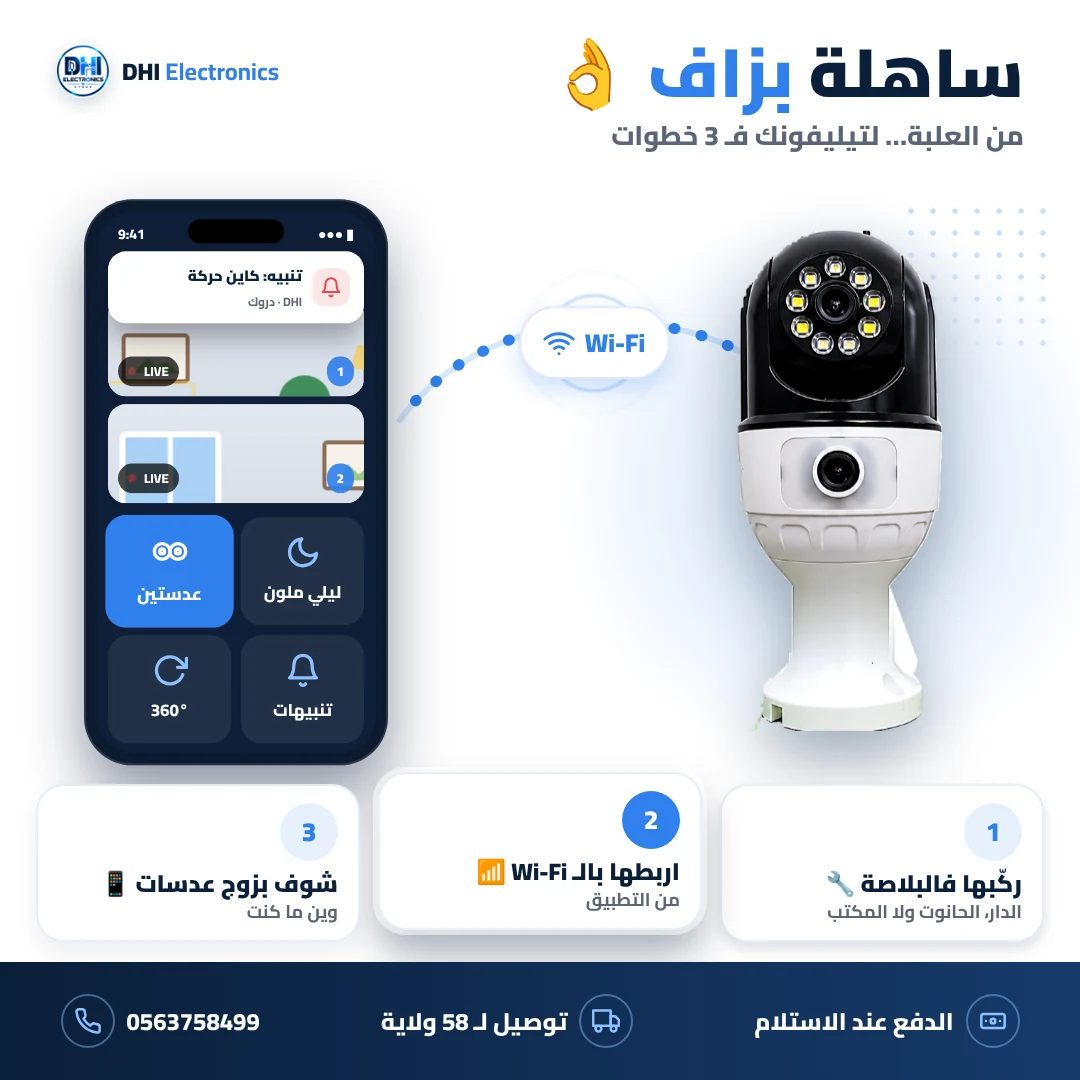 DHI
ELECTRONICS
STORE
DHI Electronics
ساهلة بزاف 👌
من العلبة... لتيليفونك فـ 3 خطوات
9:41
تنبيه: كاين حركة
DHI · دروك
LIVE
1
LIVE
2
عدستين
ليلي ملون
360°
تنبيهات
Wi-Fi
1
ركّبها فالبلاصة 🔧
الدار، الحانوت ولا المكتب
2
اربطها بالـ Wi-Fi 📶
من التطبيق
3
شوف بزوج عدسات 📱
وين ما كنت
الدفع عند الاستلام
توصيل لـ 58 ولاية
0563758499